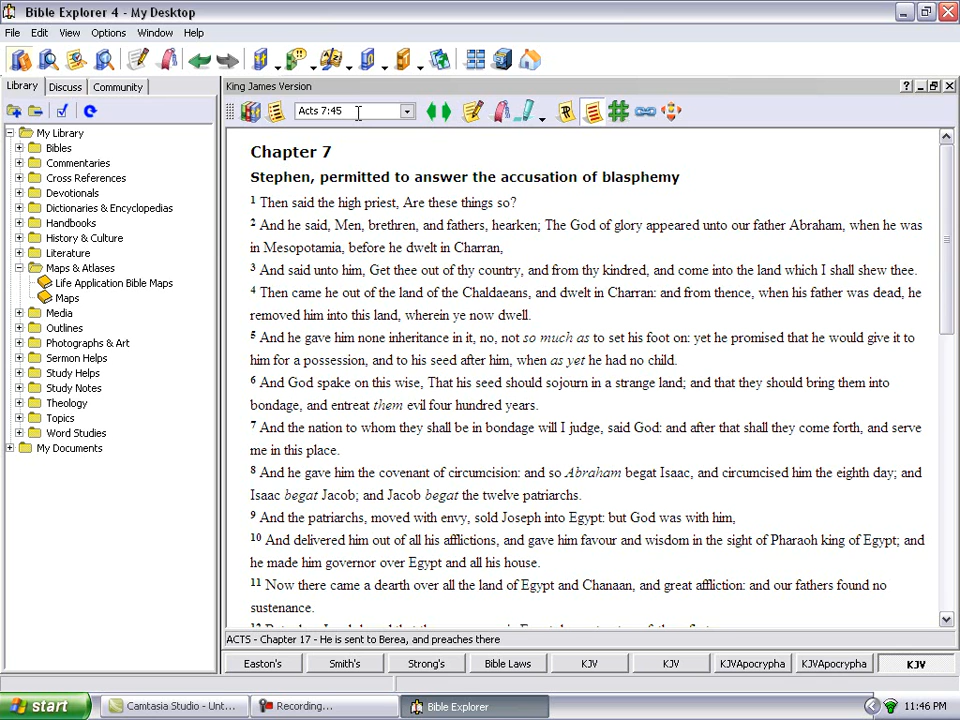 Bible Explorer 4 - My Desktop
File Edit View Options Window Help
Library Discuss Community
King James Version
Acts 7:45
My Library
Bibles
Commentaries
Cross References
Devotionals
Dictionaries & Encyclopedias
Handbooks
History & Culture
Literature
Maps & Atlases
Life Application Bible Maps
Maps
Media
Outlines
Photographs & Art
Sermon Helps
Study Helps
Study Notes
Theology
Topics
Word Studies
My Documents
Chapter 7
Stephen, permitted to answer the accusation of blasphemy
1 Then said the high priest, Are these things so?
2 And he said, Men, brethren, and fathers, hearken; The God of glory appeared unto our father Abraham, when he was
in Mesopotamia, before he dwelt in Charran,
3 And said unto him, Get thee out of thy country, and from thy kindred, and come into the land which I shall shew thee.
4 Then came he out of the land of the Chaldaeans, and dwelt in Charran: and from thence, when his father was dead, he
removed him into this land, wherein ye now dwell.
5 And he gave him none inheritance in it, no, not so much as to set his foot on: yet he promised that he would give it to
him for a possession, and to his seed after him, when as yet he had no child.
6 And God spake on this wise, That his seed should sojourn in a strange land; and that they should bring them into
bondage, and entreat them evil four hundred years.
7 And the nation to whom they shall be in bondage will I judge, said God: and after that shall they come forth, and serve
me in this place.
8 And he gave him the covenant of circumcision: and so Abraham begat Isaac, and circumcised him the eighth day; and
Isaac begat Jacob; and Jacob begat the twelve patriarchs.
9 And the patriarchs, moved with envy, sold Joseph into Egypt: but God was with him,
10 And delivered him out of all his afflictions, and gave him favour and wisdom in the sight of Pharaoh king of Egypt; and
he made him governor over Egypt and all his house.
11 Now there came a dearth over all the land of Egypt and Chanaan, and great affliction: and our fathers found no
sustenance.
ACTS - Chapter 17 - He is sent to Berea, and preaches there
Easton's Smith's Strong's Bible Laws KJV KJV KJVApocrypha KJVApocrypha KJV
start Camtasia Studio - Unt... Recording... Bible Explorer 11:46 PM